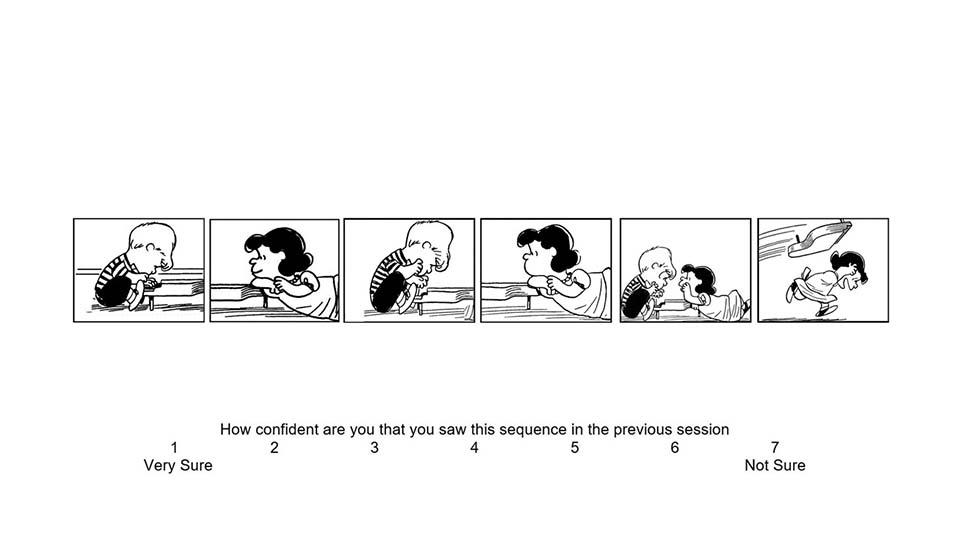 How confident are you that you saw this sequence in the previous session
1 2 3 4 5 6 7
Very Sure Not Sure